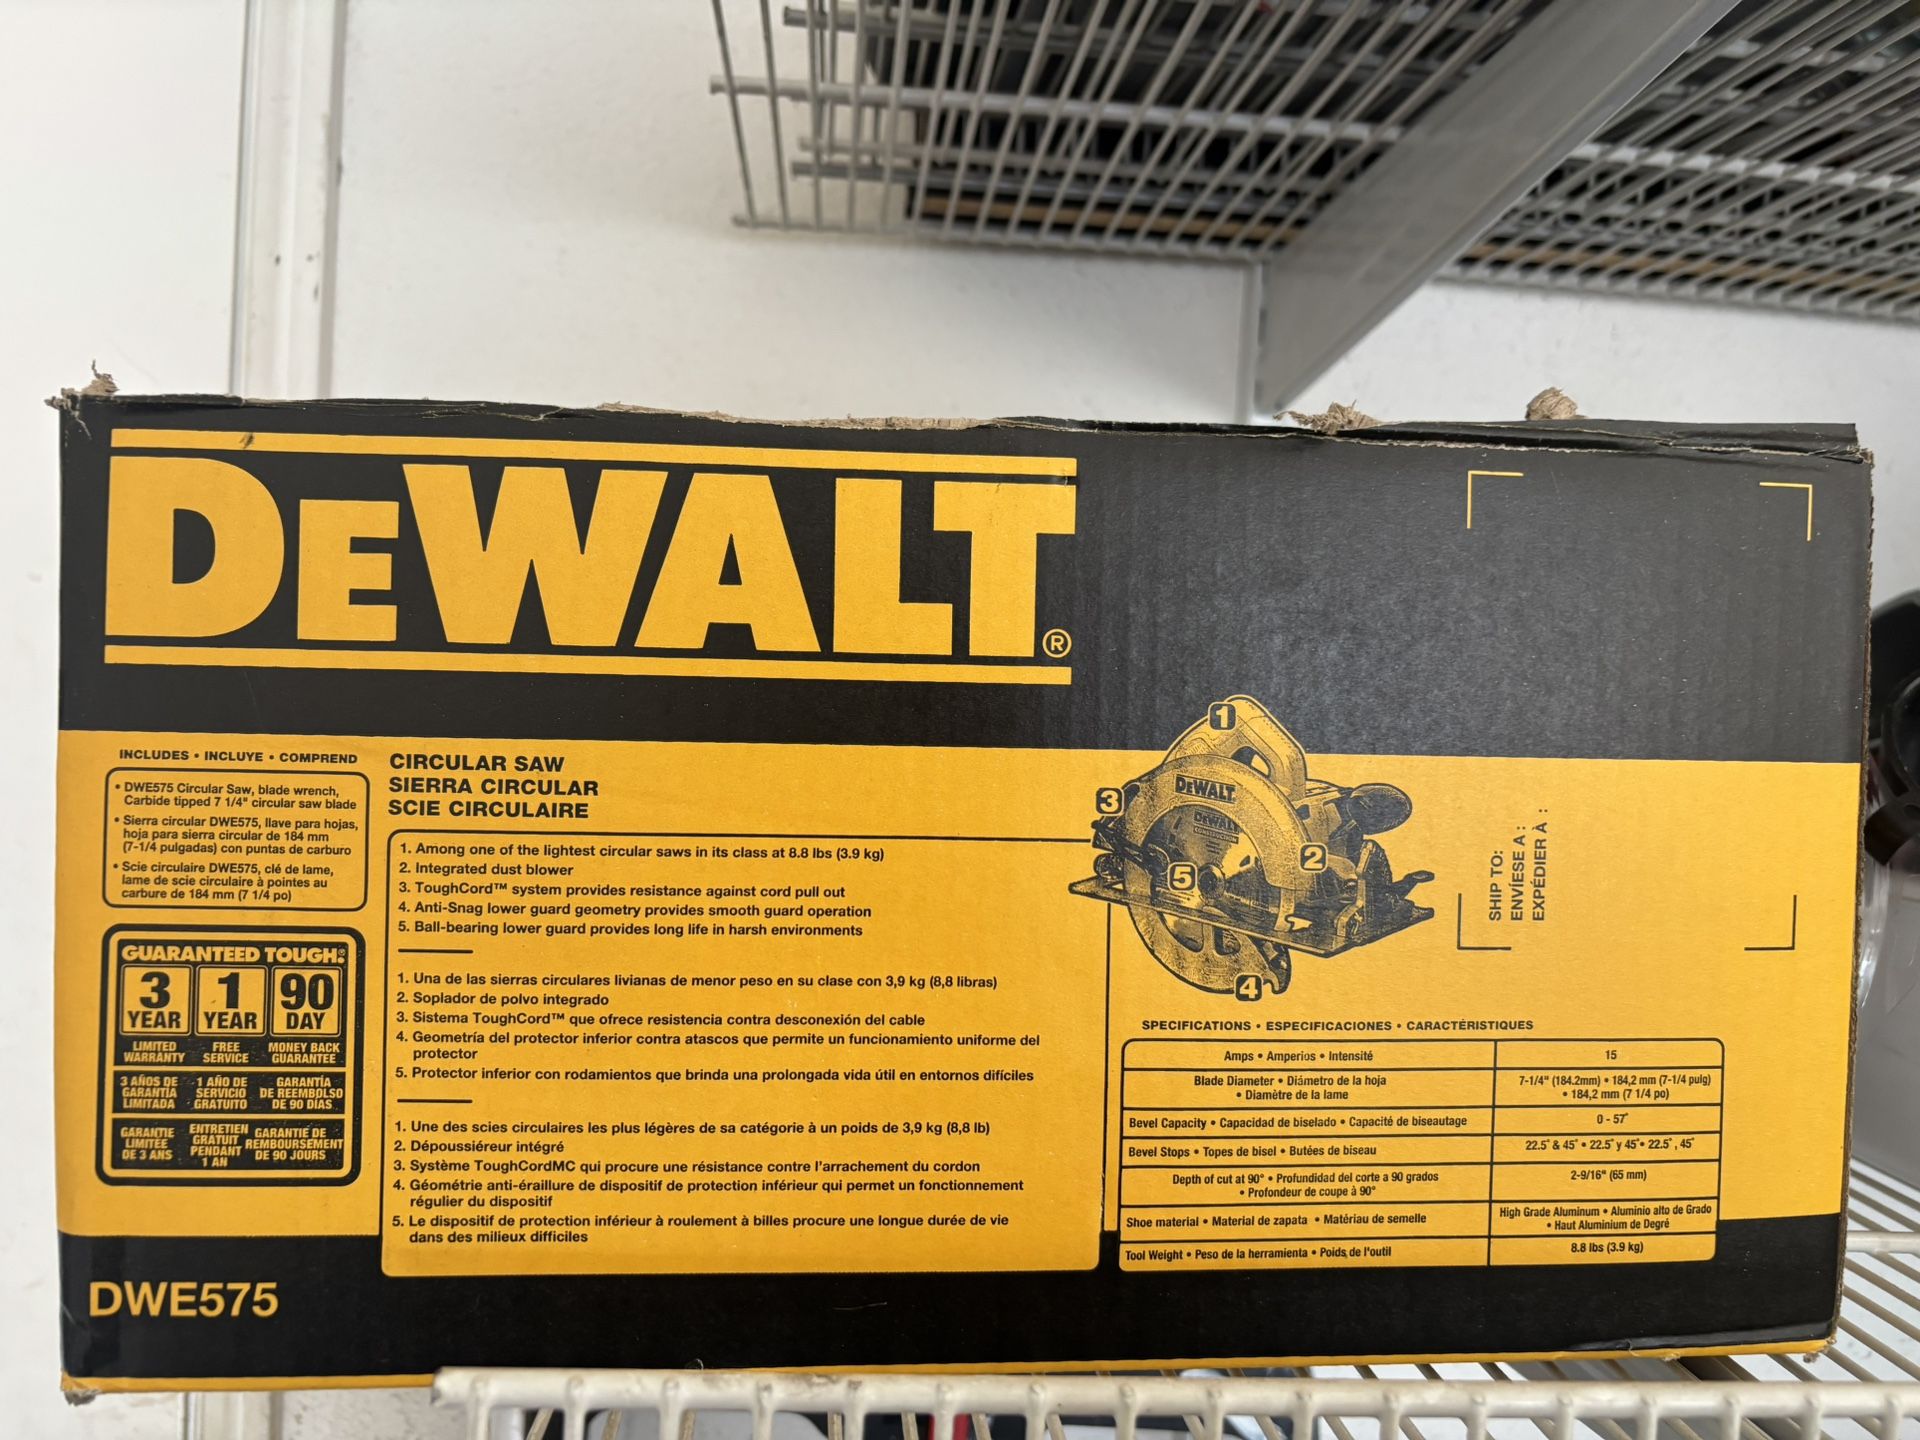 DEWALT®
INCLUDES • INCLUYE • COMPREND
• DWE575 Circular Saw, blade wrench,
Carbide tipped 7 1/4" circular saw blade
• Sierra circular DWE575, llave para hojas,
hoja para sierra circular de 184 mm
(7-1/4 pulgadas) con puntas de carburo
• Scie circulaire DWE575, clé de lame,
lame de scie circulaire à pointes au
carbure de 184 mm (7 1/4 po)
GUARANTEED TOUGH®
3 YEAR
1 YEAR
90 DAY
LIMITED WARRANTY
FREE SERVICE
MONEY BACK GUARANTEE
3 AÑOS DE GARANTÍA LIMITADA
1 AÑO DE SERVICIO GRATUITO
GARANTÍA DE REEMBOLSO DE 90 DÍAS
GARANTIE LIMITÉE DE 3 ANS
ENTRETIEN GRATUIT PENDANT 1 AN
GARANTIE DE REMBOURSEMENT DE 90 JOURS
DWE575
CIRCULAR SAW
SIERRA CIRCULAR
SCIE CIRCULAIRE
1. Among one of the lightest circular saws in its class at 8.8 lbs (3.9 kg)
2. Integrated dust blower
3. ToughCord™ system provides resistance against cord pull out
4. Anti-Snag lower guard geometry provides smooth guard operation
5. Ball-bearing lower guard provides long life in harsh environments
1. Una de las sierras circulares livianas de menor peso en su clase con 3,9 kg (8,8 libras)
2. Soplador de polvo integrado
3. Sistema ToughCord™ que ofrece resistencia contra desconexión del cable
4. Geometría del protector inferior contra atascos que permite un funcionamiento uniforme del
protector
5. Protector inferior con rodamientos que brinda una prolongada vida útil en entornos difíciles
1. Une des scies circulaires les plus légères de sa catégorie à un poids de 3,9 kg (8,8 lb)
2. Dépoussiéreur intégré
3. Système ToughCordMC qui procure une résistance contre l'arrachement du cordon
4. Géométrie anti-éraillure de dispositif de protection inférieur qui permet un fonctionnement
régulier du dispositif
5. Le dispositif de protection inférieur à roulement à billes procure une longue durée de vie
dans des milieux difficiles
1
3
DEWALT
DEWALT
CONSTRUCTION
2
5
4
SHIP TO:
ENVÍESE A :
EXPÉDIER À :
SPECIFICATIONS • ESPECIFICACIONES • CARACTÉRISTIQUES
Amps • Amperios • Intensité
15
Blade Diameter • Diámetro de la hoja
• Diamètre de la lame
7-1/4" (184.2mm) • 184,2 mm (7-1/4 pulg)
• 184,2 mm (7 1/4 po)
Bevel Capacity • Capacidad de biselado • Capacité de biseautage
0 - 57°
Bevel Stops • Topes de bisel • Butées de biseau
22.5° & 45° • 22.5° y 45° • 22.5° , 45°
Depth of cut at 90° • Profundidad del corte a 90 grados
• Profondeur de coupe à 90°
2-9/16" (65 mm)
Shoe material • Material de zapata • Matériau de semelle
High Grade Aluminum • Aluminio alto de Grado
• Haut Aluminium de Degré
Tool Weight • Peso de la herramienta • Poids de l'outil
8.8 lbs (3.9 kg)